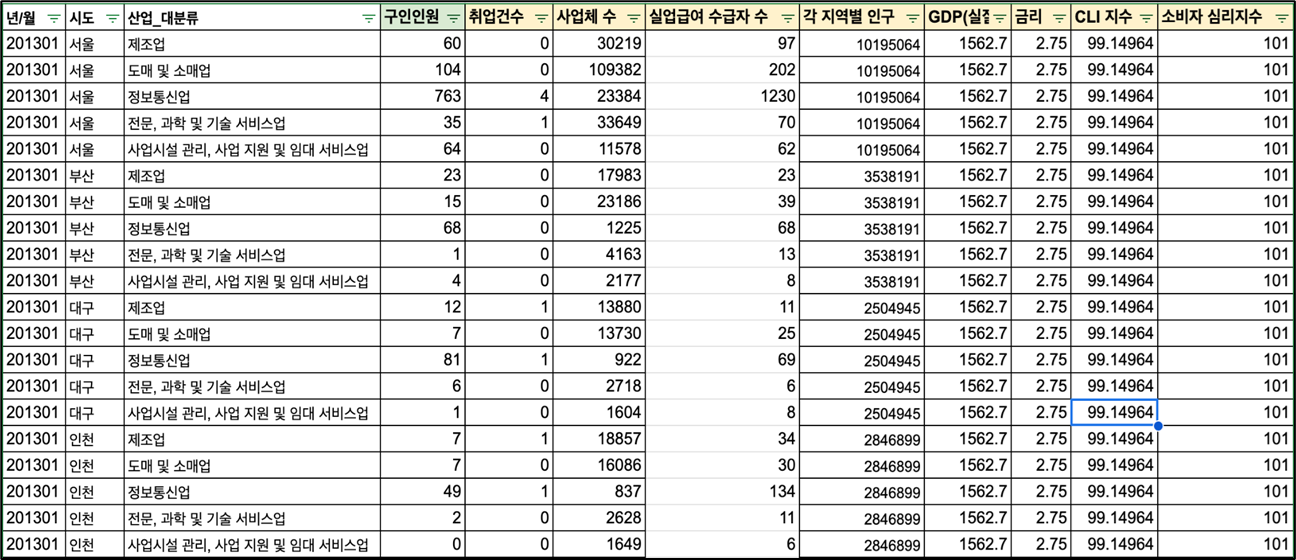 년/월 시도 산업_대분류 구인인원 취업건수 사업체 수 실업급여 수급자 수 각 지역별 인구 GDP(실질 금리 CLI 지수 소비자 심리지수
201301 서울 제조업 60 0 30219 97 10195064 1562.7 2.75 99.14964 101
201301 서울 도매 및 소매업 104 0 109382 202 10195064 1562.7 2.75 99.14964 101
201301 서울 정보통신업 763 4 23384 1230 10195064 1562.7 2.75 99.14964 101
201301 서울 전문, 과학 및 기술 서비스업 35 1 33649 70 10195064 1562.7 2.75 99.14964 101
201301 서울 사업시설 관리, 사업 지원 및 임대 서비스업 64 0 11578 62 10195064 1562.7 2.75 99.14964 101
201301 부산 제조업 23 0 17983 23 3538191 1562.7 2.75 99.14964 101
201301 부산 도매 및 소매업 15 0 23186 39 3538191 1562.7 2.75 99.14964 101
201301 부산 정보통신업 68 0 1225 68 3538191 1562.7 2.75 99.14964 101
201301 부산 전문, 과학 및 기술 서비스업 1 0 4163 13 3538191 1562.7 2.75 99.14964 101
201301 부산 사업시설 관리, 사업 지원 및 임대 서비스업 4 0 2177 8 3538191 1562.7 2.75 99.14964 101
201301 대구 제조업 12 1 13880 11 2504945 1562.7 2.75 99.14964 101
201301 대구 도매 및 소매업 7 0 13730 25 2504945 1562.7 2.75 99.14964 101
201301 대구 정보통신업 81 1 922 69 2504945 1562.7 2.75 99.14964 101
201301 대구 전문, 과학 및 기술 서비스업 6 0 2718 6 2504945 1562.7 2.75 99.14964 101
201301 대구 사업시설 관리, 사업 지원 및 임대 서비스업 1 0 1604 8 2504945 1562.7 2.75 99.14964 101
201301 인천 제조업 7 1 18857 34 2846899 1562.7 2.75 99.14964 101
201301 인천 도매 및 소매업 7 0 16086 30 2846899 1562.7 2.75 99.14964 101
201301 인천 정보통신업 49 1 837 134 2846899 1562.7 2.75 99.14964 101
201301 인천 전문, 과학 및 기술 서비스업 2 0 2628 11 2846899 1562.7 2.75 99.14964 101
201301 인천 사업시설 관리, 사업 지원 및 임대 서비스업 0 0 1649 6 2846899 1562.7 2.75 99.14964 101